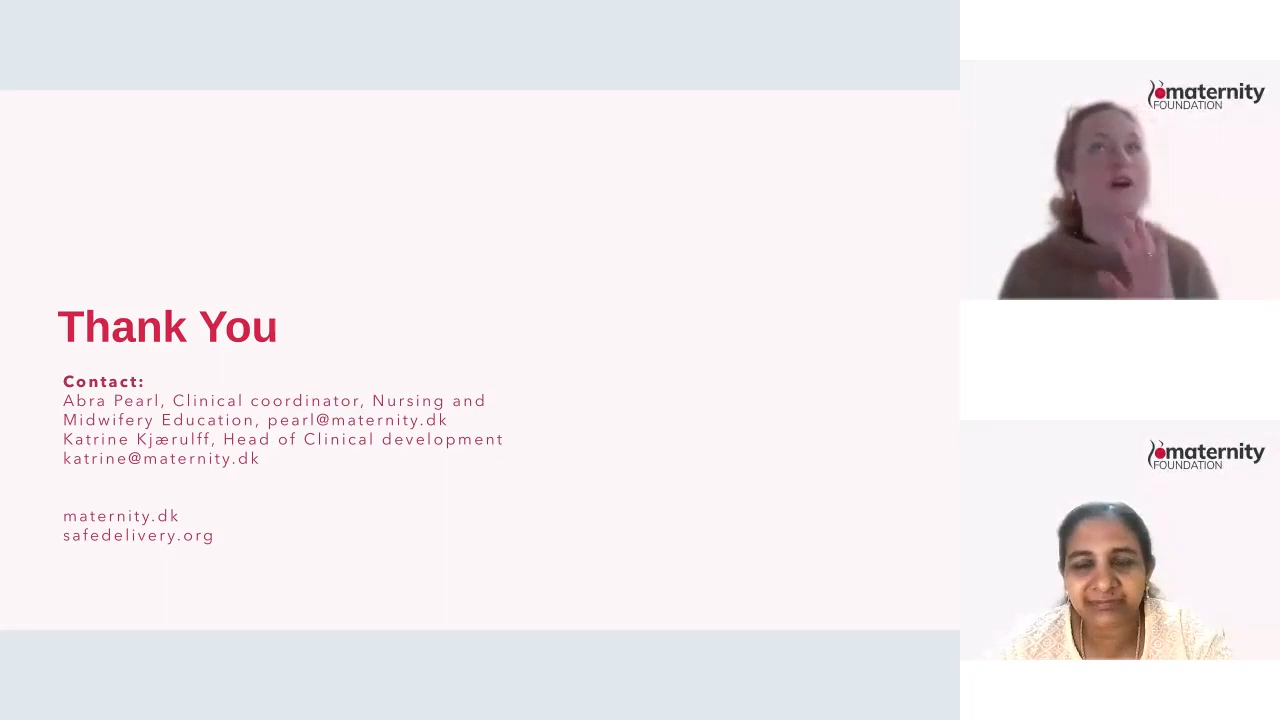 Thank You
Contact:
Abra Pearl, Clinical coordinator, Nursing and
Midwifery Education, pearl@maternity.dk
Katrine Kjærulff, Head of Clinical development
katrine@maternity.dk
maternity.dk
safedelivery.org
maternity
FOUNDATION
maternity
FOUNDATION